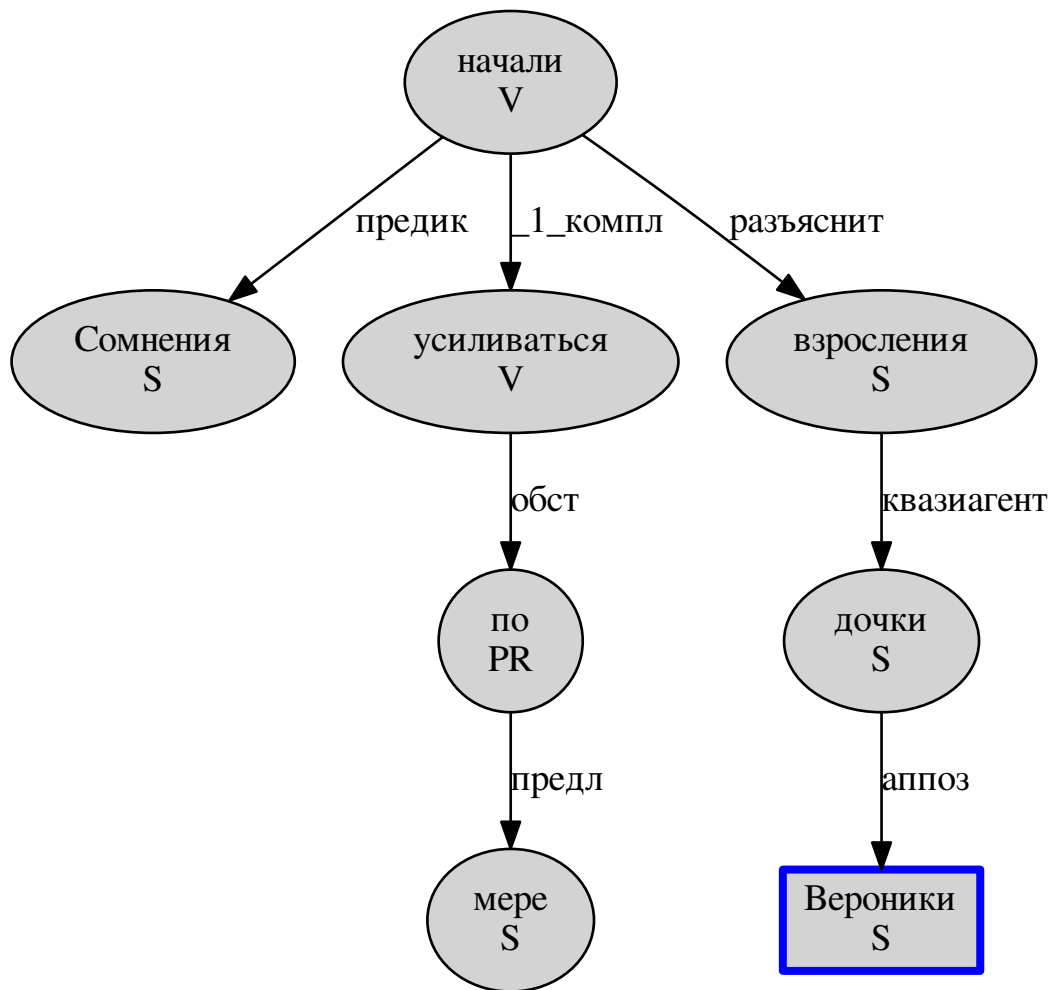 начали
V
предик
_1_компл
разъяснит
Сомнения
S
усиливаться
V
взросления
S
обст
квазиагент
по
PR
дочки
S
предл
аппоз
мере
S
Вероники
S